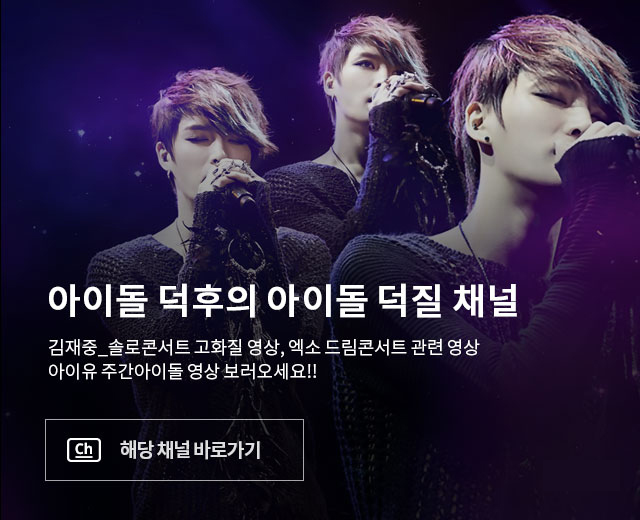 아이돌 덕후의 아이돌 덕질 채널
김재중_솔로콘서트 고화질 영상, 엑소 드림콘서트 관련 영상
아이유 주간아이돌 영상 보러오세요!!
Ch 해당 채널 바로가기